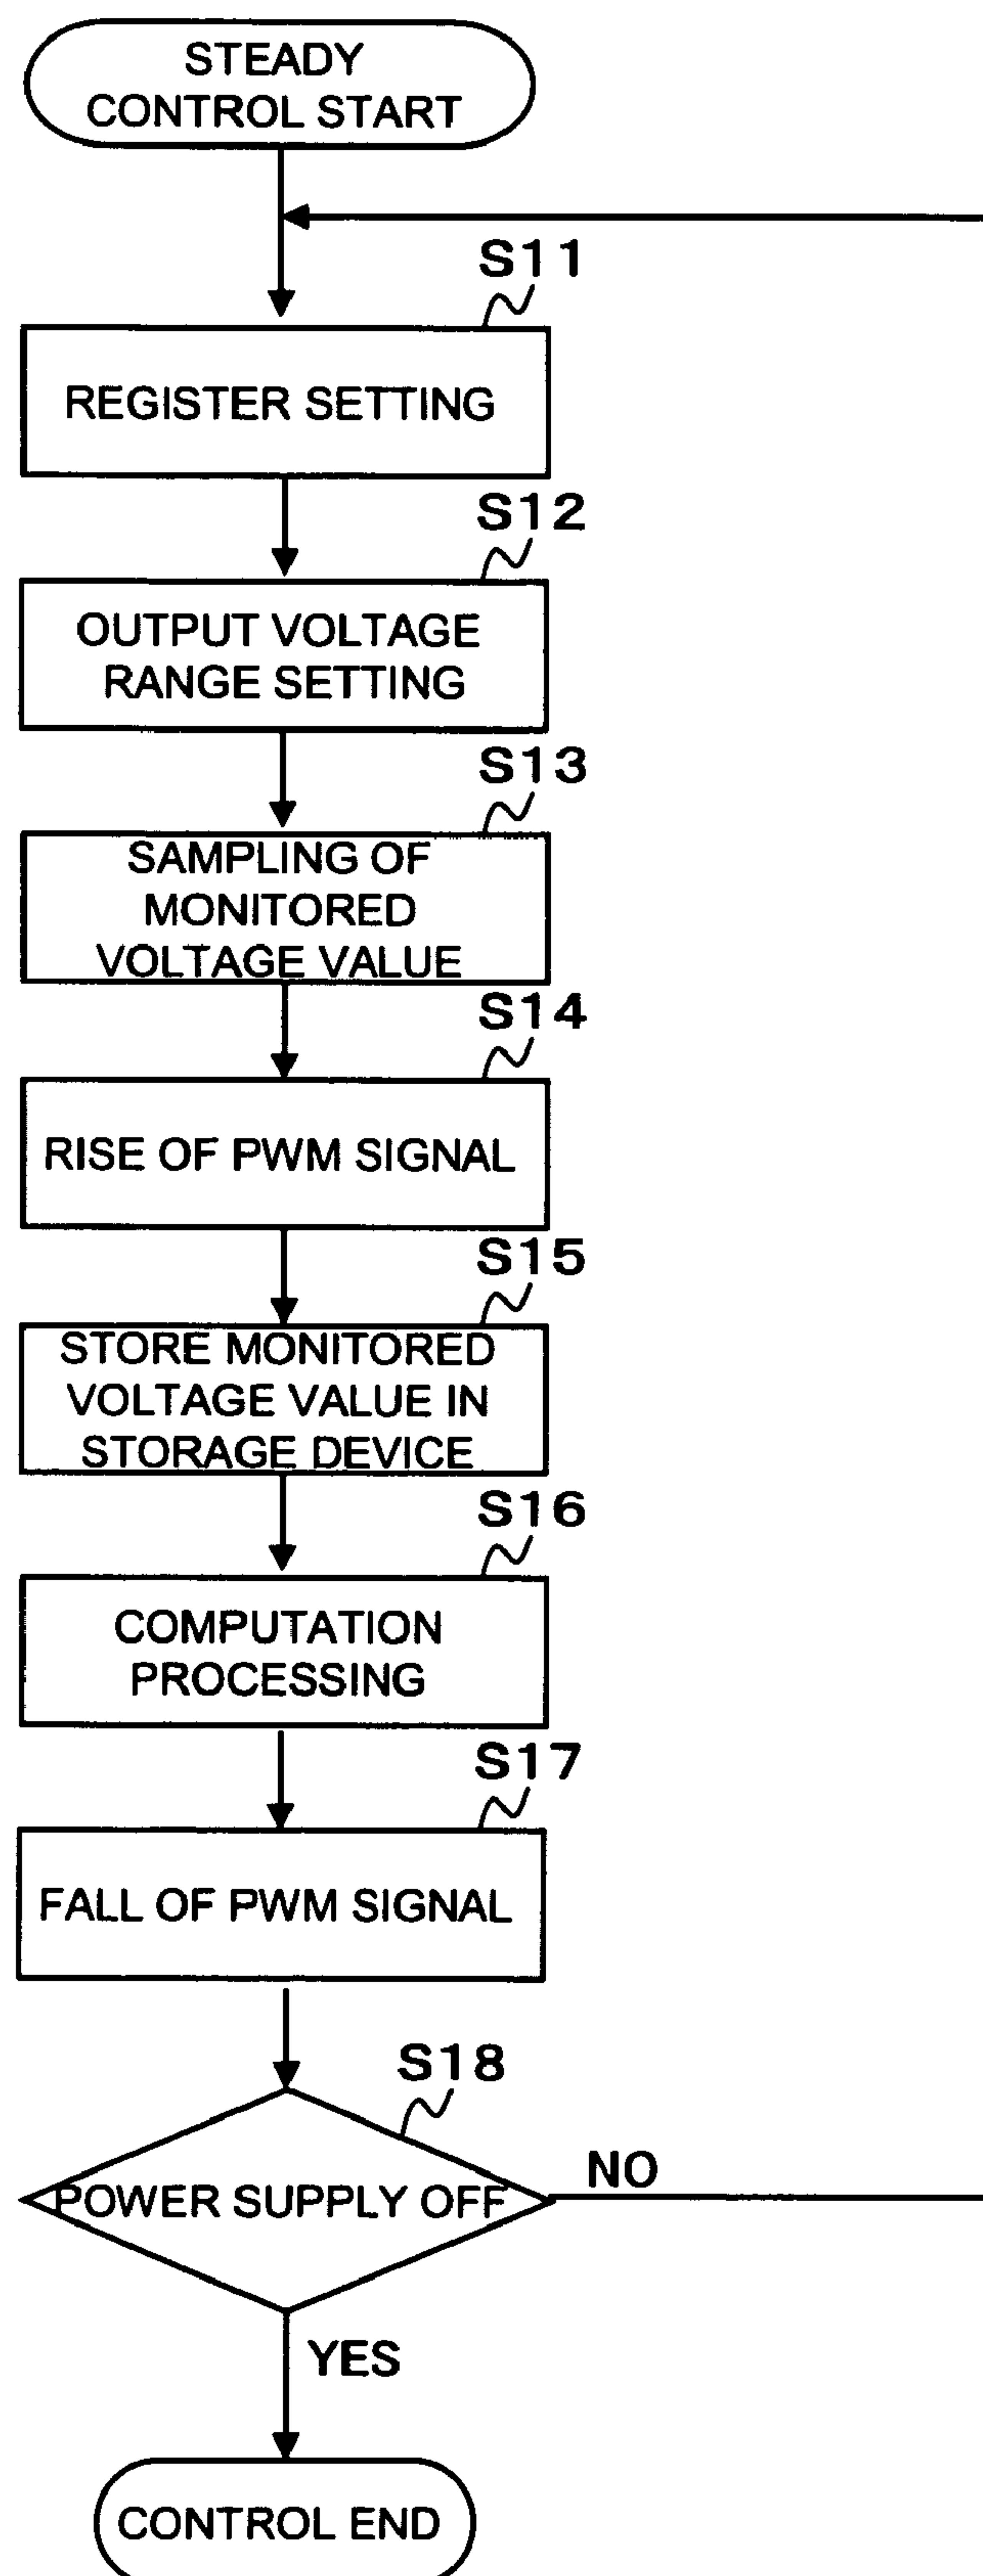 STEADY
CONTROL START
S11
REGISTER SETTING
S12
OUTPUT VOLTAGE
RANGE SETTING
S13
SAMPLING OF
MONITORED
VOLTAGE VALUE
S14
RISE OF PWM SIGNAL
S15
STORE MONITORED
VOLTAGE VALUE IN
STORAGE DEVICE
S16
COMPUTATION
PROCESSING
S17
FALL OF PWM SIGNAL
S18
POWER SUPPLY OFF
NO
YES
CONTROL END